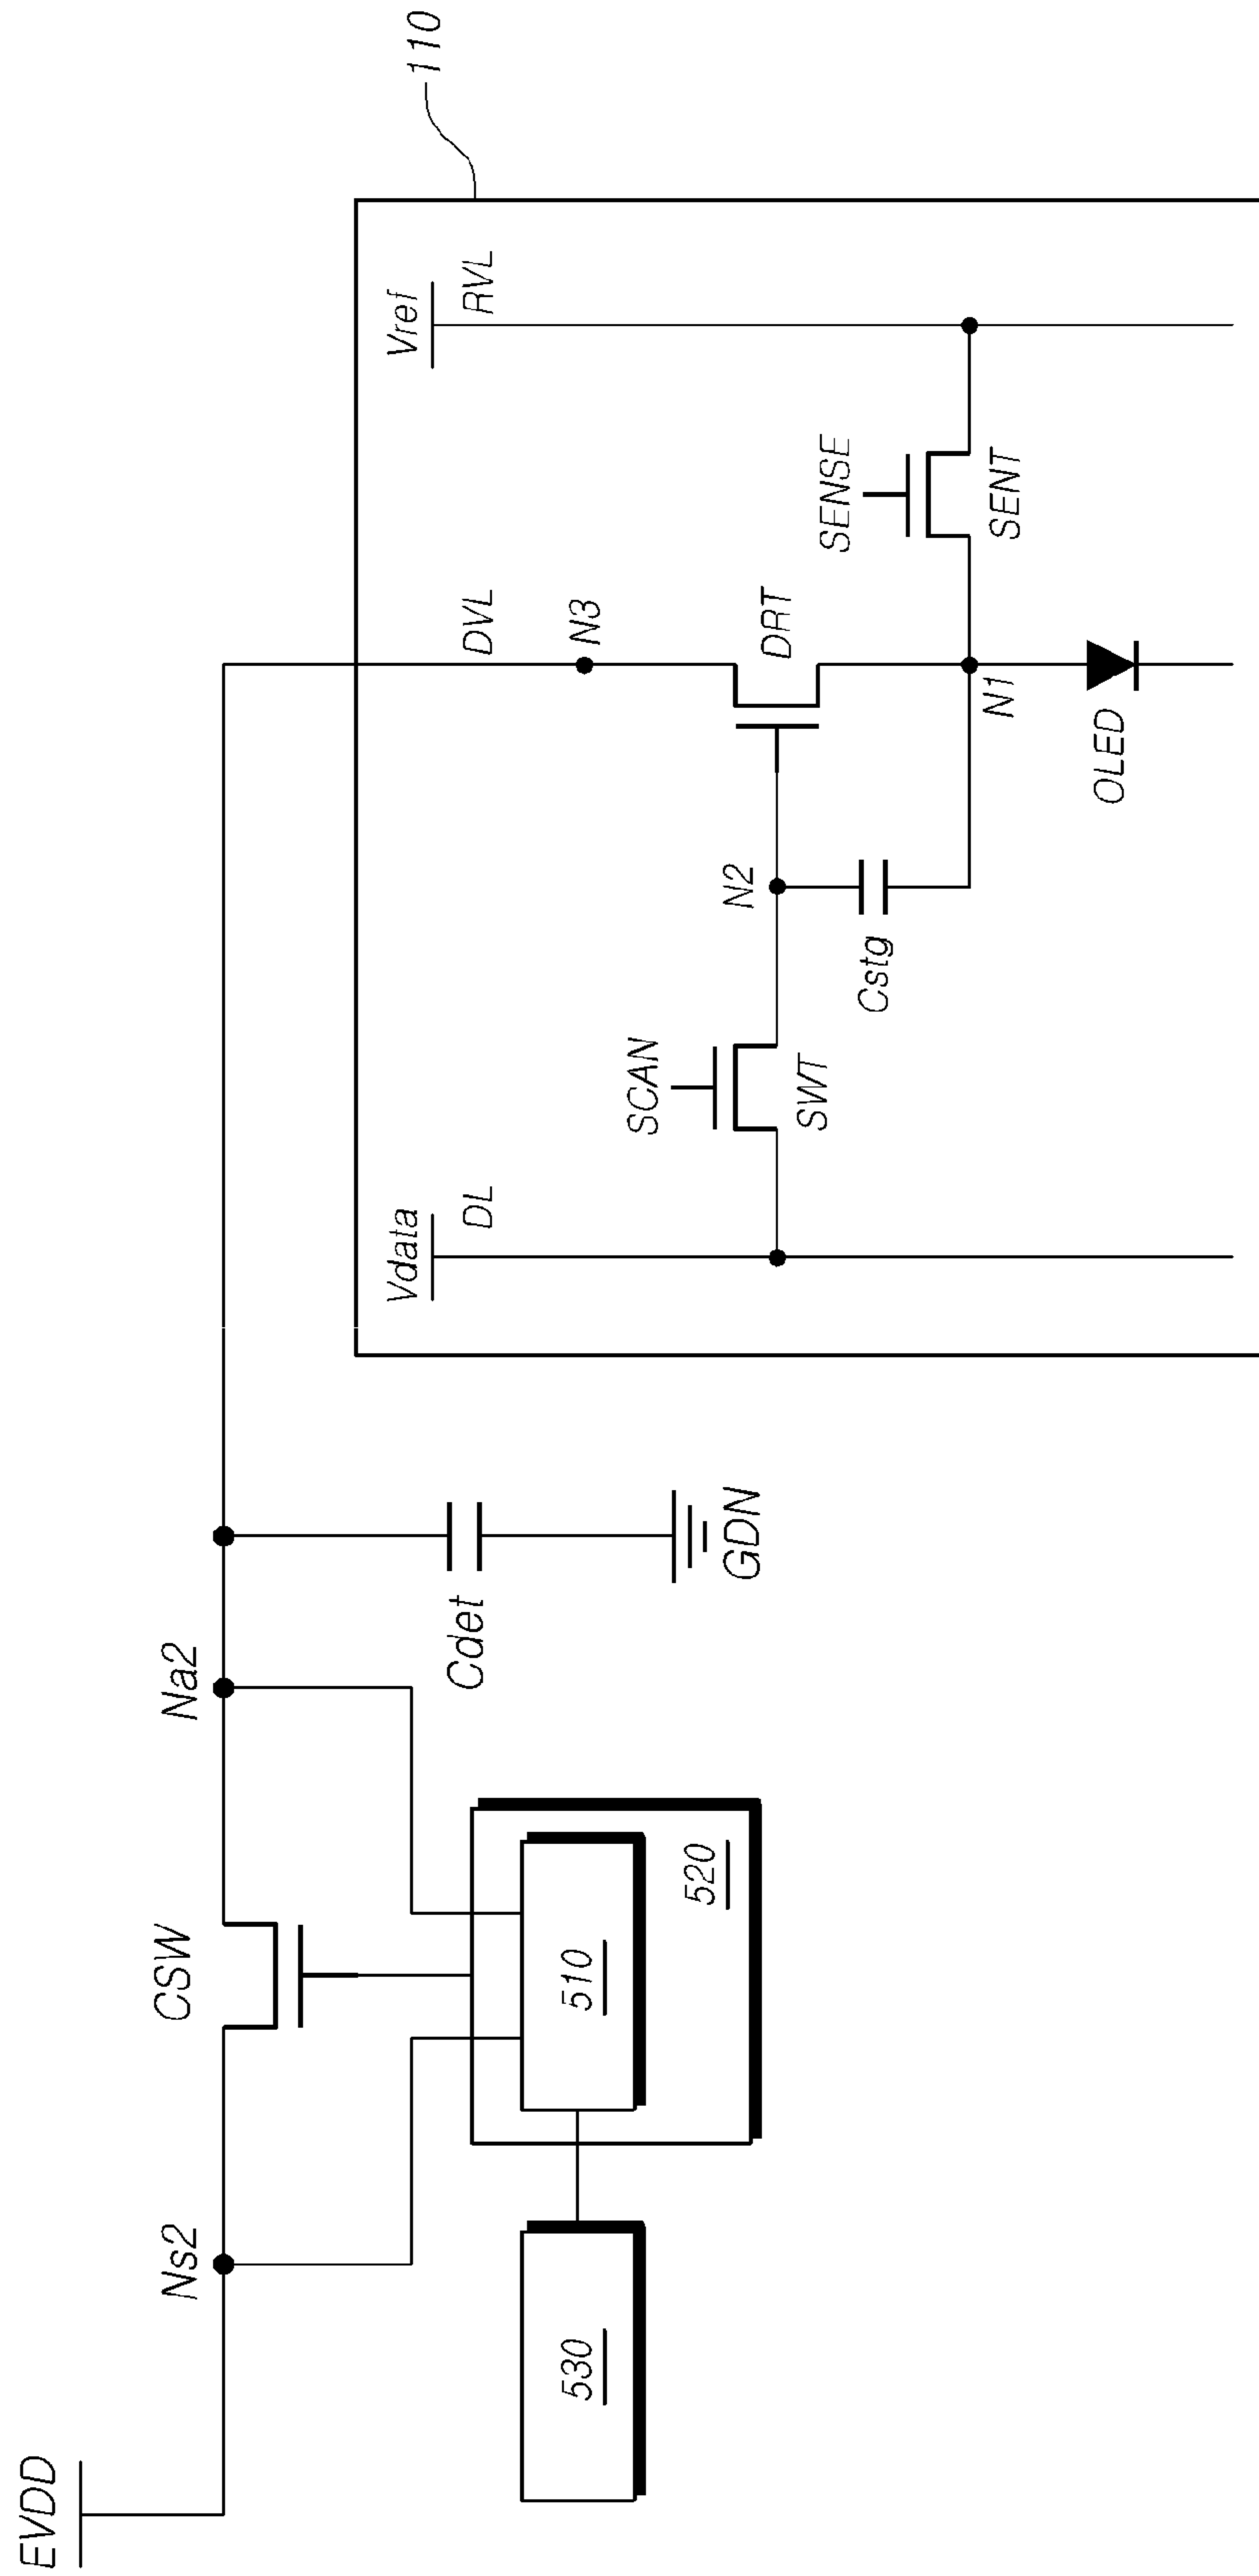 EVDD
Ns2
CSW
Na2
Cdet
GDN
530
510
520
110
Vdata
DL
SCAN
SWT
N2
Cstg
DVL
N3
DRT
N1
OLED
SENSE
SENT
Vref
RVL